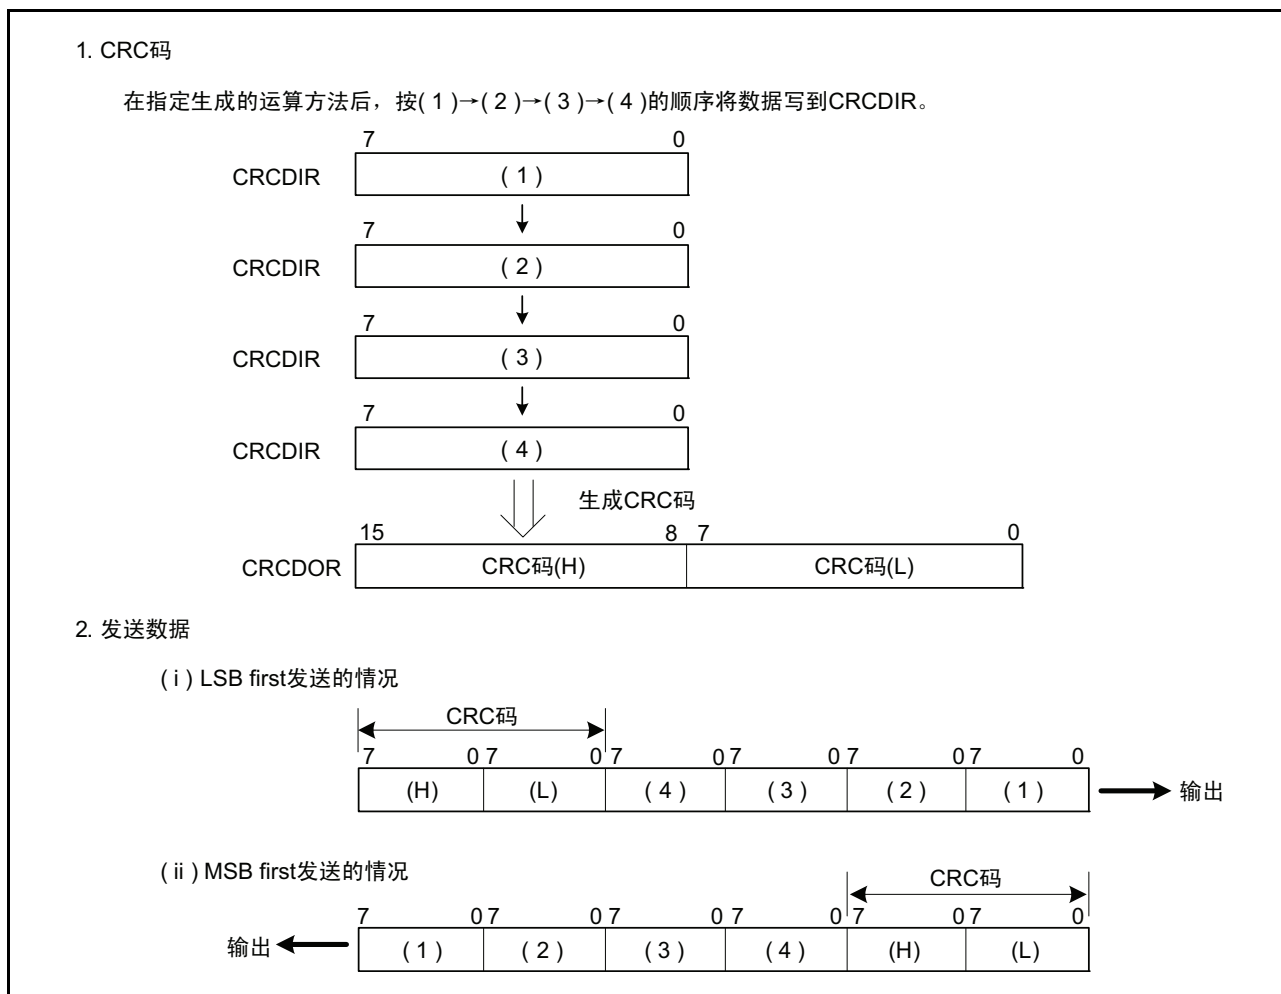 1. CRC码
在指定生成的运算方法后，按( 1 )→( 2 )→( 3 )→( 4 )的顺序将数据写到CRCDIR。
7 0
CRCDIR ( 1 )
7 0
CRCDIR ( 2 )
7 0
CRCDIR ( 3 )
7 0
CRCDIR ( 4 )
生成CRC码
15 8 7 0
CRCDOR CRC码(H) CRC码(L)
2. 发送数据
( i ) LSB first发送的情况
CRC码
7 0 7 0 7 0 7 0 7 0 7 0
(H) (L) ( 4 ) ( 3 ) ( 2 ) ( 1 ) 输出
( ii ) MSB first发送的情况
CRC码
7 0 7 0 7 0 7 0 7 0 7 0
输出 ( 1 ) ( 2 ) ( 3 ) ( 4 ) (H) (L)